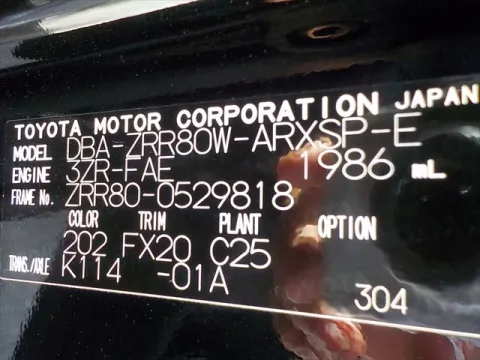 TOYOTA MOTOR CORPORATION JAPAN
MODEL DBA-ZRR80W-ARXSP-E
ENGINE 3ZR-FAE 1986 mL
FRAME No. ZRR80-0529818
COLOR TRIM PLANT OPTION
202 FX20 C25
TRANS./AXLE K114 -01A
304